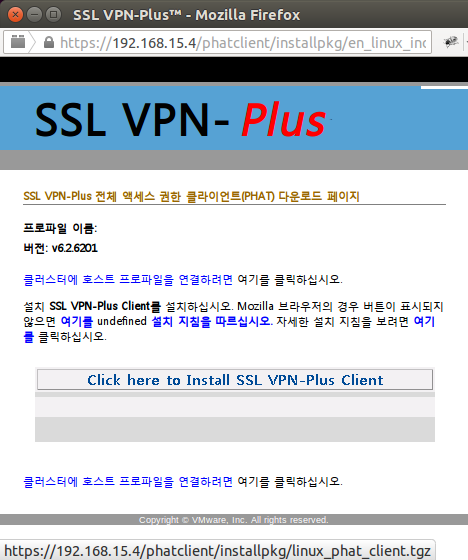 SSL VPN-Plus™ - Mozilla Firefox
https://192.168.15.4/phatclient/installpkg/en_linux_ind
SSL VPN-Plus
SSL VPN-Plus 전체 액세스 권한 클라이언트(PHAT) 다운로드 페이지
프로파일 이름:
버전: v6.2.6201
클러스터에 호스트 프로파일을 연결하려면 여기를 클릭하십시오.
설치 SSL VPN-Plus Client를 설치하십시오. Mozilla 브라우저의 경우 버튼이 표시되지
않으면 여기를 undefined 설치 지침을 따르십시오. 자세한 설치 지침을 보려면 여기
를 클릭하십시오.
Click here to Install SSL VPN-Plus Client
클러스터에 호스트 프로파일을 연결하려면 여기를 클릭하십시오.
Copyright © VMware, Inc. All rights reserved.
https://192.168.15.4/phatclient/installpkg/linux_phat_client.tgz